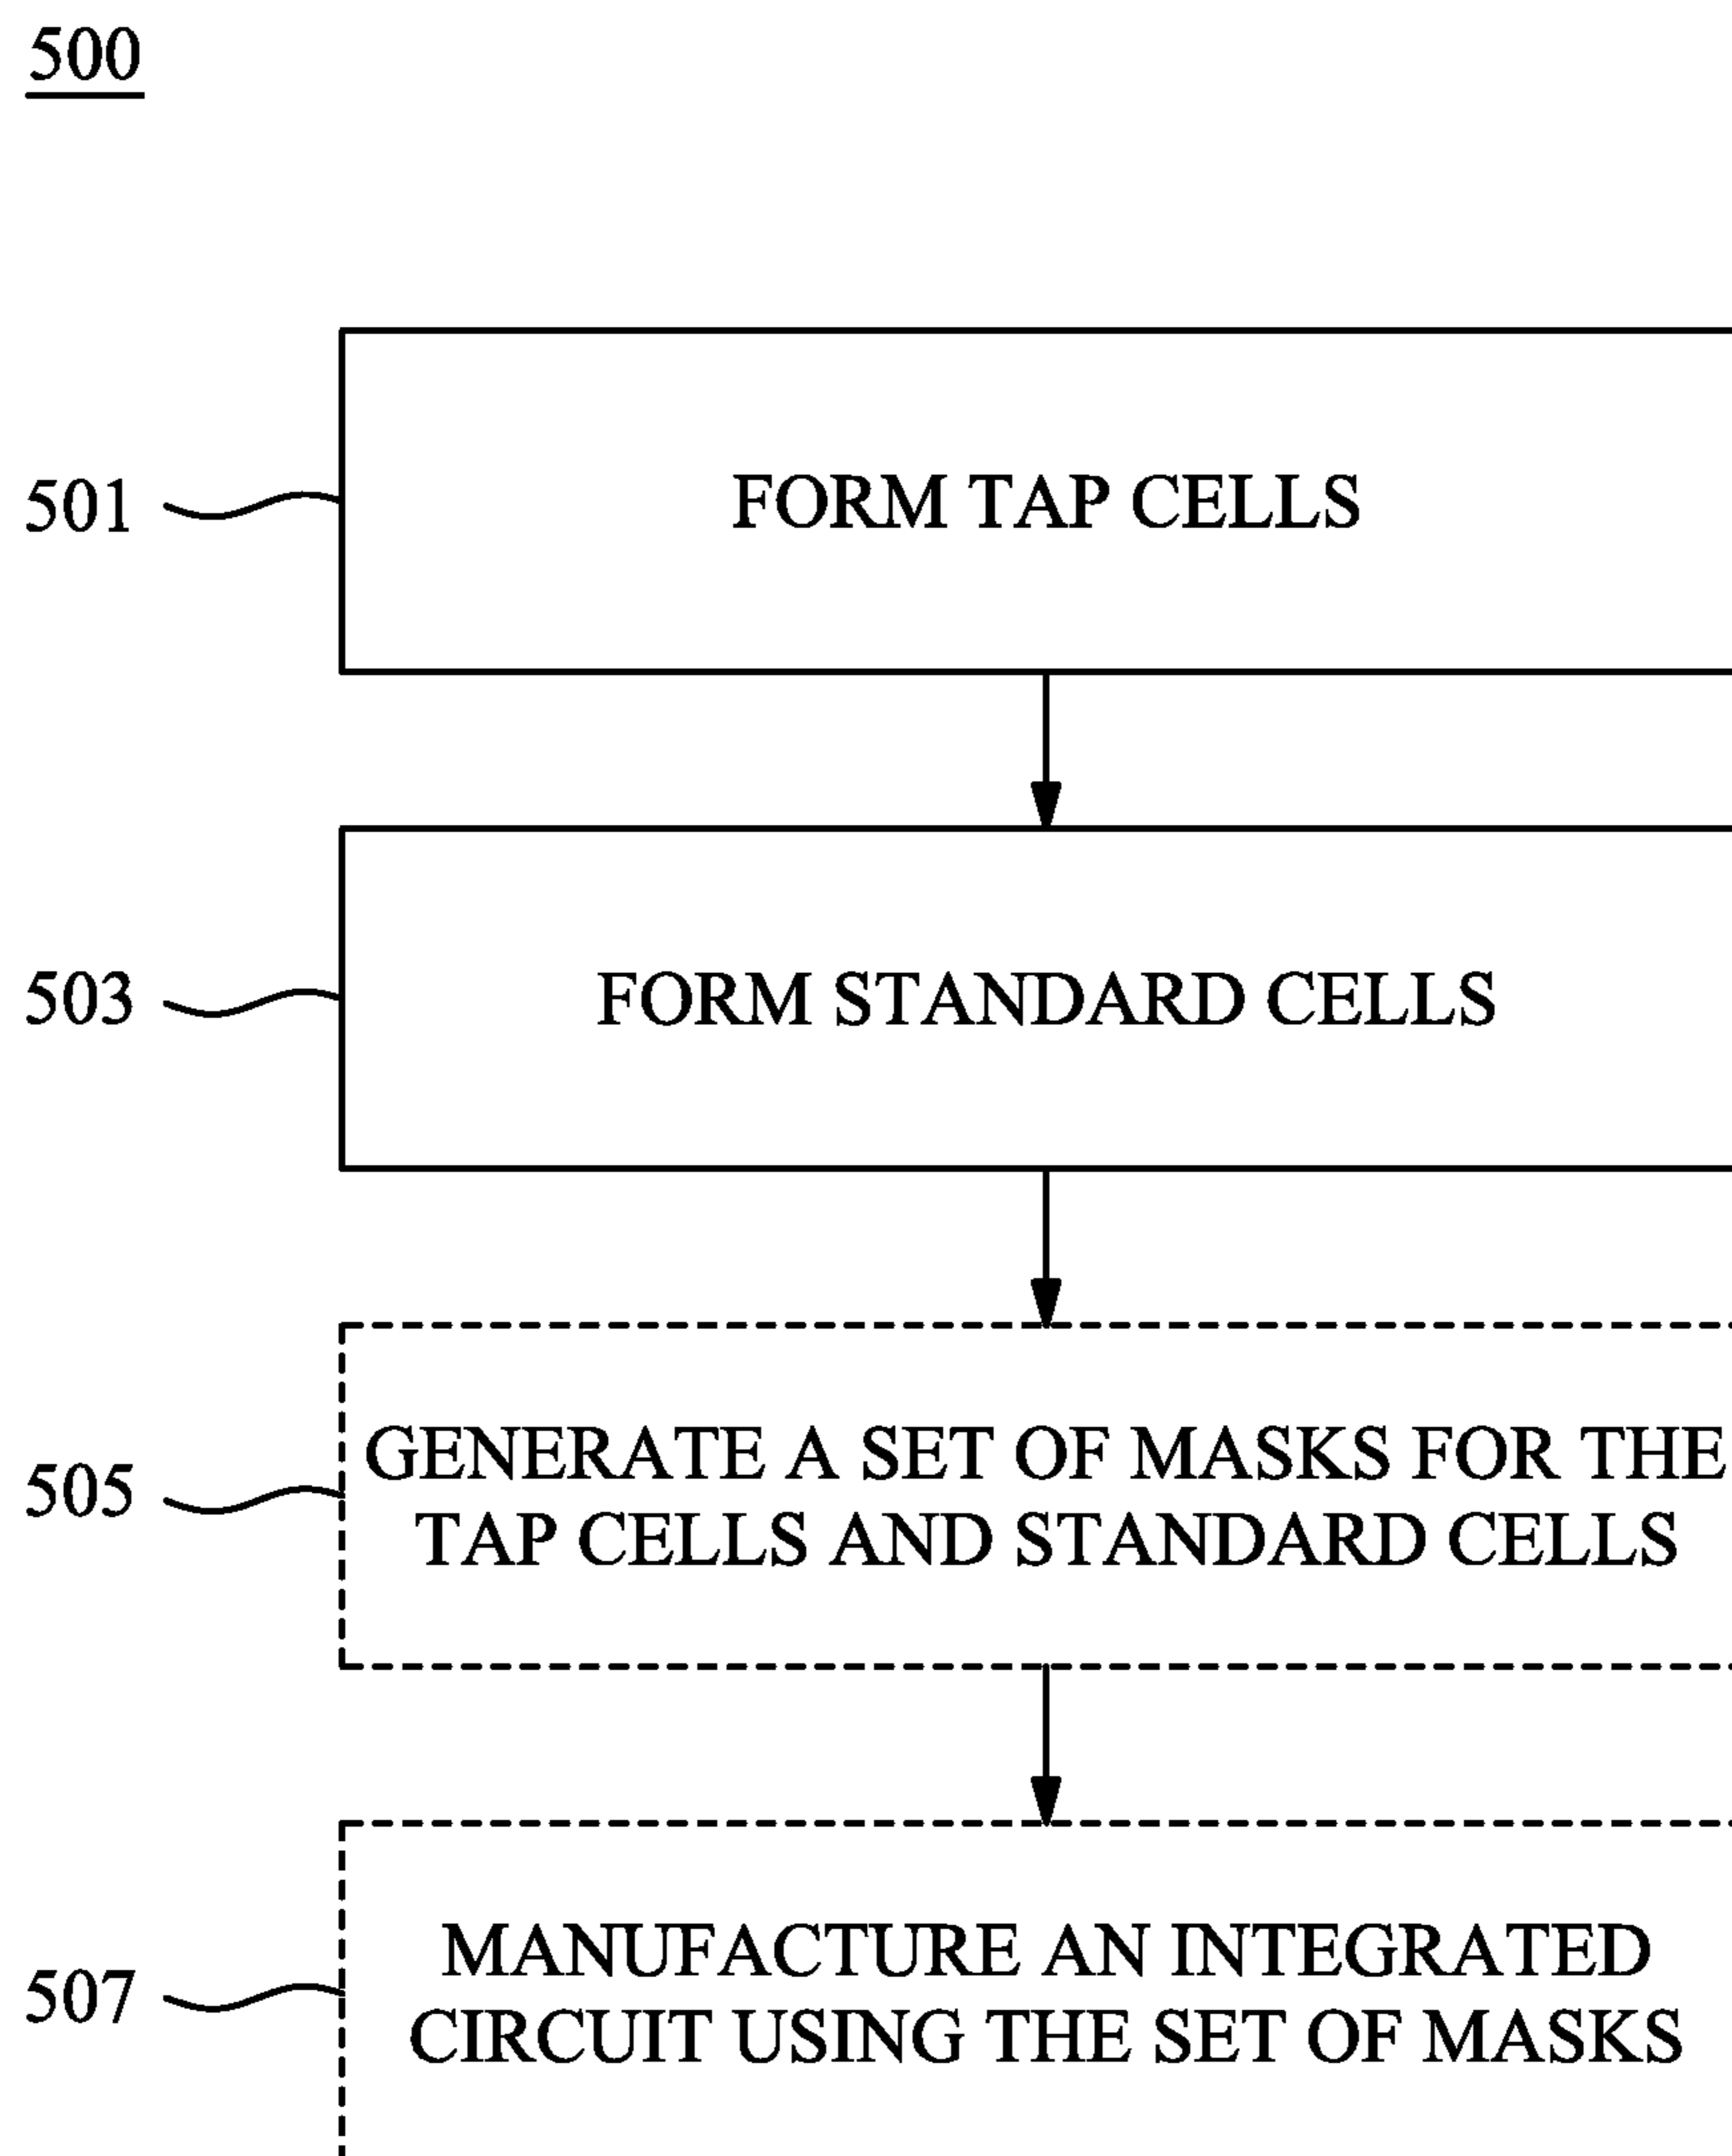 500
501
FORM TAP CELLS
503
FORM STANDARD CELLS
505
GENERATE A SET OF MASKS FOR THE
TAP CELLS AND STANDARD CELLS
507
MANUFACTURE AN INTEGRATED
CIRCUIT USING THE SET OF MASKS